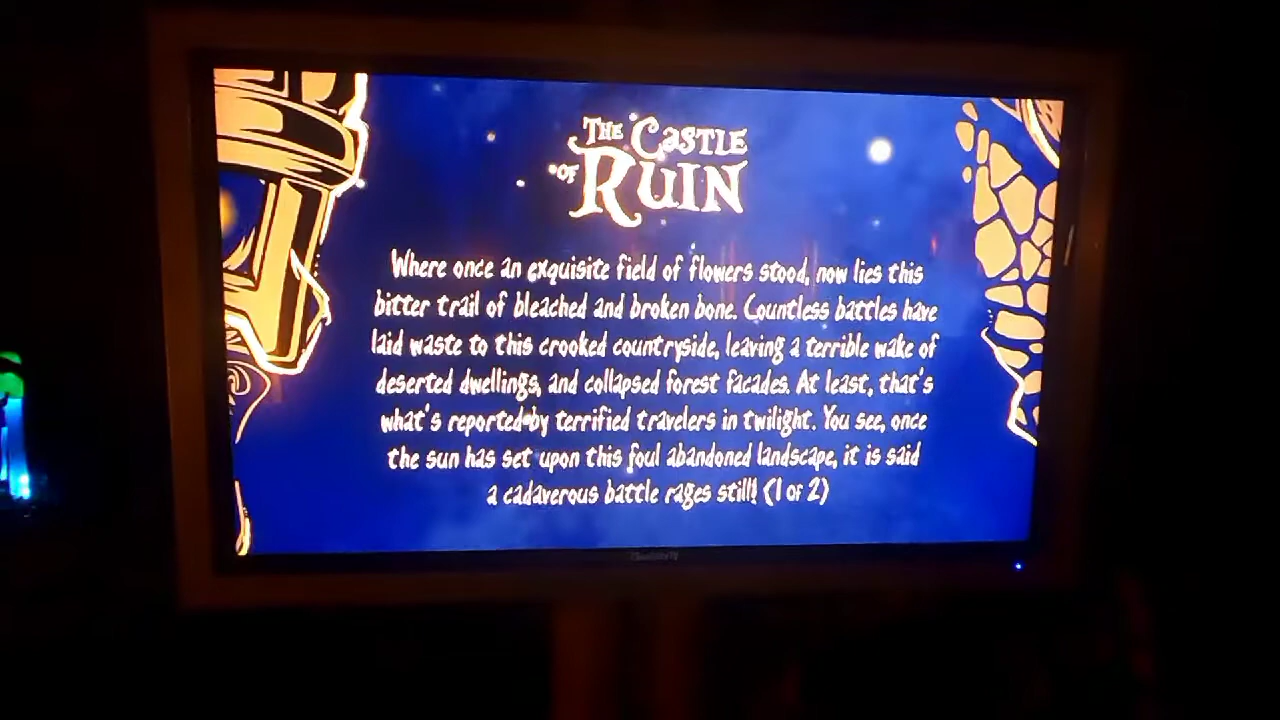 The Castle
of Ruin
Where once an exquisite field of flowers stood, now lies this
bitter trail of bleached and broken bone. Countless battles have
laid waste to this crooked countryside, leaving a terrible wake of
deserted dwellings, and collapsed forest facades. At least, that's
what's reported by terrified travelers in twilight. You see, once
the sun has set upon this foul abandoned landscape, it is said
a cadaverous battle rages still! (1 of 2)